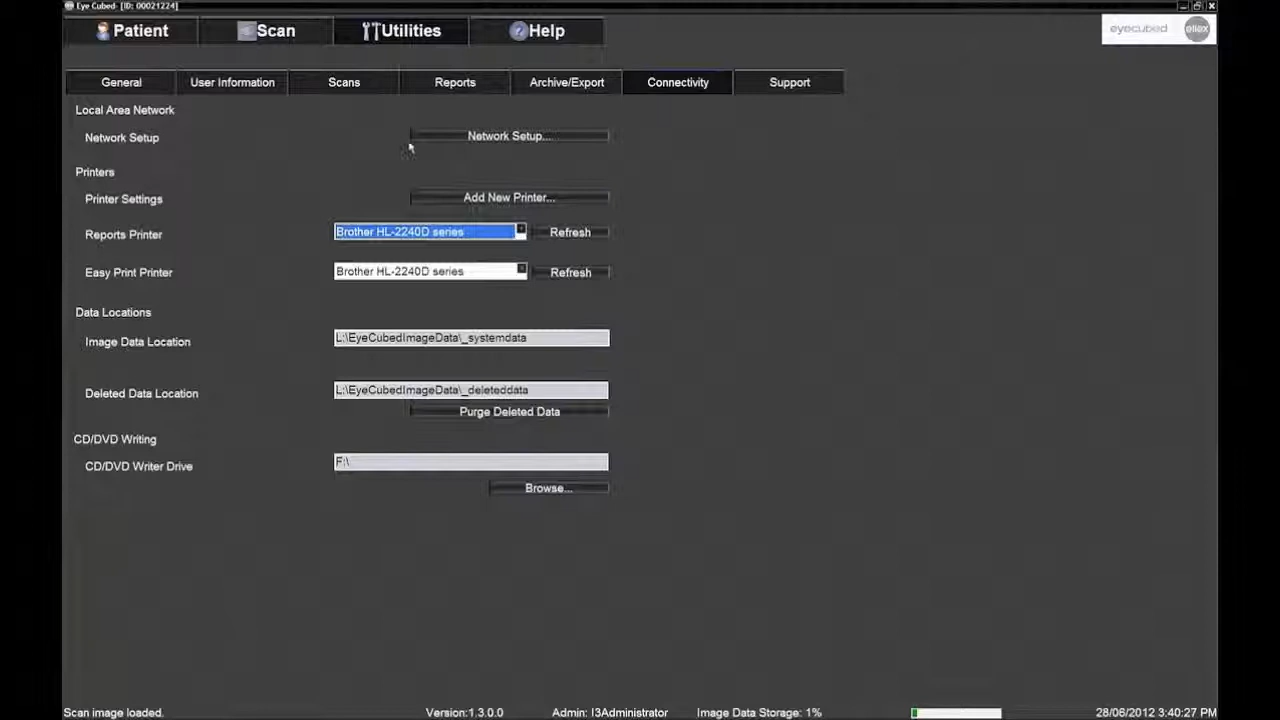 Eye Cubed- [ID: 00021224]
Patient
Scan
Utilities
Help
eyecubed ellex
General
User Information
Scans
Reports
Archive/Export
Connectivity
Support
Local Area Network
Network Setup
Network Setup...
Printers
Printer Settings
Add New Printer...
Reports Printer
Brother HL-2240D series
Refresh
Easy Print Printer
Brother HL-2240D series
Refresh
Data Locations
Image Data Location
L:\EyeCubedImageData\_systemdata
Deleted Data Location
L:\EyeCubedImageData\_deleteddata
Purge Deleted Data
CD/DVD Writing
CD/DVD Writer Drive
F:\
Browse...
Scan image loaded.
Version:1.3.0.0
Admin: I3Administrator
Image Data Storage: 1%
28/06/2012 3:40:27 PM